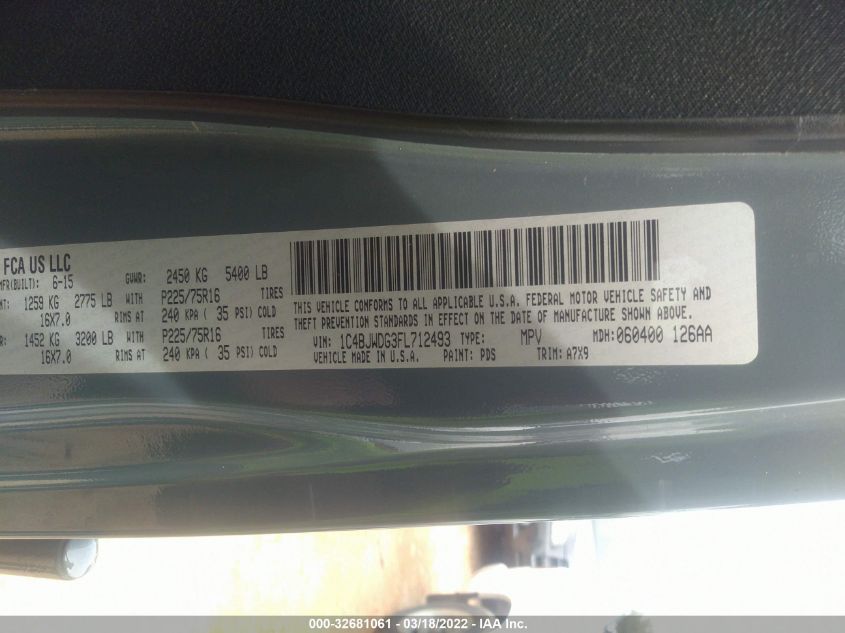 FCA US LLC
MFR(BUILT): 6-15 GVWR: 2450 KG 5400 LB
1259 KG 2775 LB WITH P225/75R16 TIRES
16X7.0 RIMS AT 240 KPA ( 35 PSI) COLD
1452 KG 3200 LB WITH P225/75R16 TIRES
16X7.0 RIMS AT 240 KPA ( 35 PSI) COLD
THIS VEHICLE CONFORMS TO ALL APPLICABLE U.S.A. FEDERAL MOTOR VEHICLE SAFETY AND
THEFT PREVENTION STANDARDS IN EFFECT ON THE DATE OF MANUFACTURE SHOWN ABOVE.
VIN: 1C4BJWDG3FL712493 TYPE: MPV MDH: 060400 126AA
VEHICLE MADE IN U.S.A. PAINT: PDS TRIM: A7X9
000-32681061 - 03/18/2022 - IAA Inc.